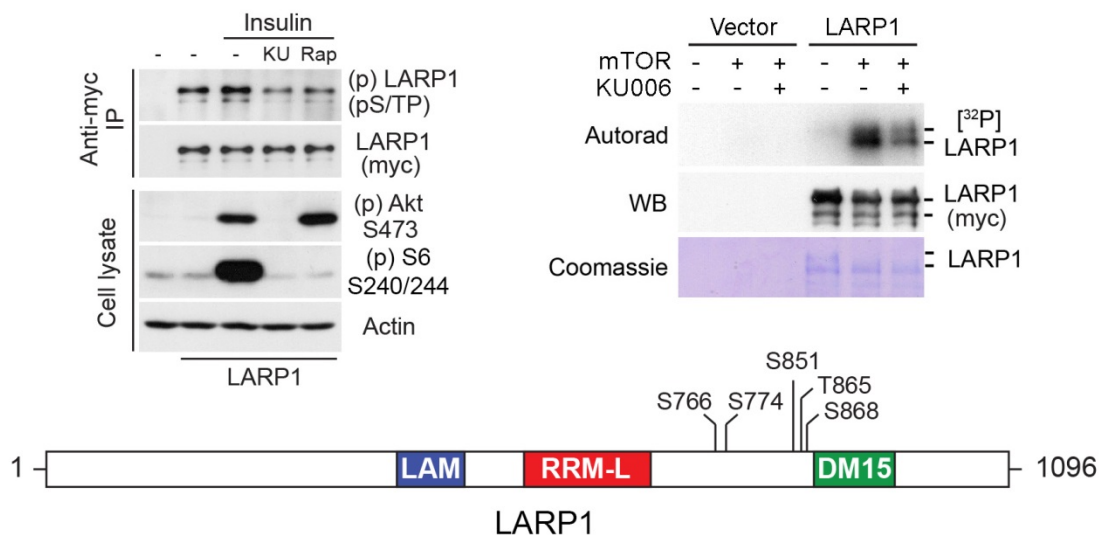 Insulin
- - - KU Rap
Anti-myc
IP
(p) LARP1
(pS/TP)
LARP1
(myc)
Cell lysate
(p) Akt
S473
(p) S6
S240/244
Actin
LARP1
Vector LARP1
mTOR - + + - + +
KU006 - - + - - +
Autorad
[³²P]
LARP1
WB
LARP1
(myc)
Coomassie
LARP1
S766 S774 S851
T865
S868
1 LAM RRM-L DM15 1096
LARP1